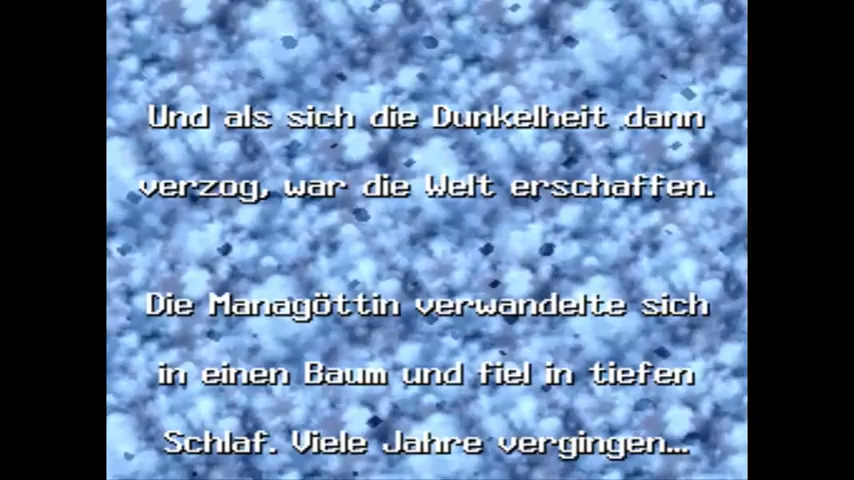 Und als sich die Dunkelheit dann
verzog, war die Welt erschaffen.
Die Managöttin verwandelte sich
in einen Baum und fiel in tiefen
Schlaf. Viele Jahre vergingen...